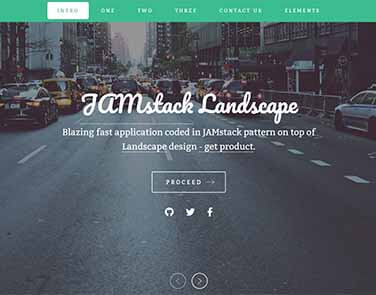 INTRO
ONE
TWO
THREE
CONTACT US
ELEMENTS
JAMstack Landscape
Blazing fast application coded in JAMstack pattern on top of
Landscape design - get product.
PROCEED